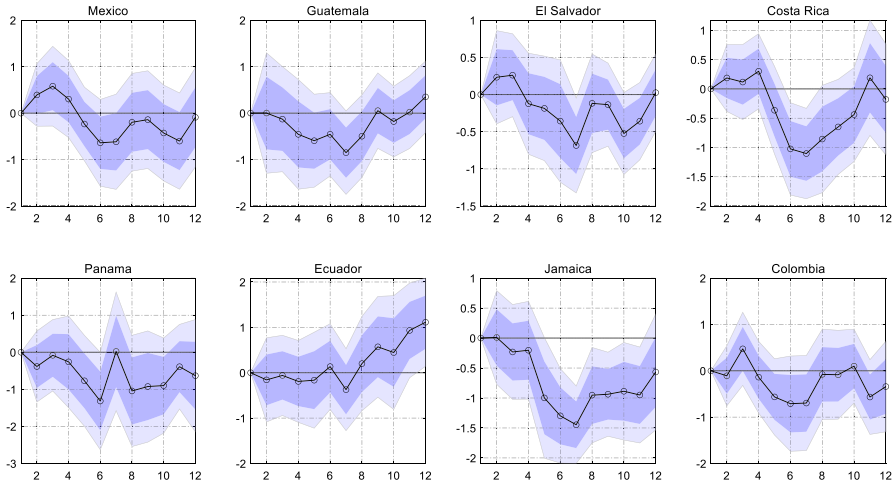 Mexico Guatemala El Salvador Costa Rica
2 2 1 1
1 1 0.5 0.5
0 0 0 0
-0.5 -0.5
-1 -1 -1 -1
-1.5
-2 -2 -1.5 -2
2 4 6 8 10 12 2 4 6 8 10 12 2 4 6 8 10 12 2 4 6 8 10 12
Panama Ecuador Jamaica Colombia
2 2 1 2
1 1 0.5 1
0 0 0 0
-0.5
-1 -1 -1 -1
-2 -1.5
-3 -2 -2 -2
2 4 6 8 10 12 2 4 6 8 10 12 2 4 6 8 10 12 2 4 6 8 10 12